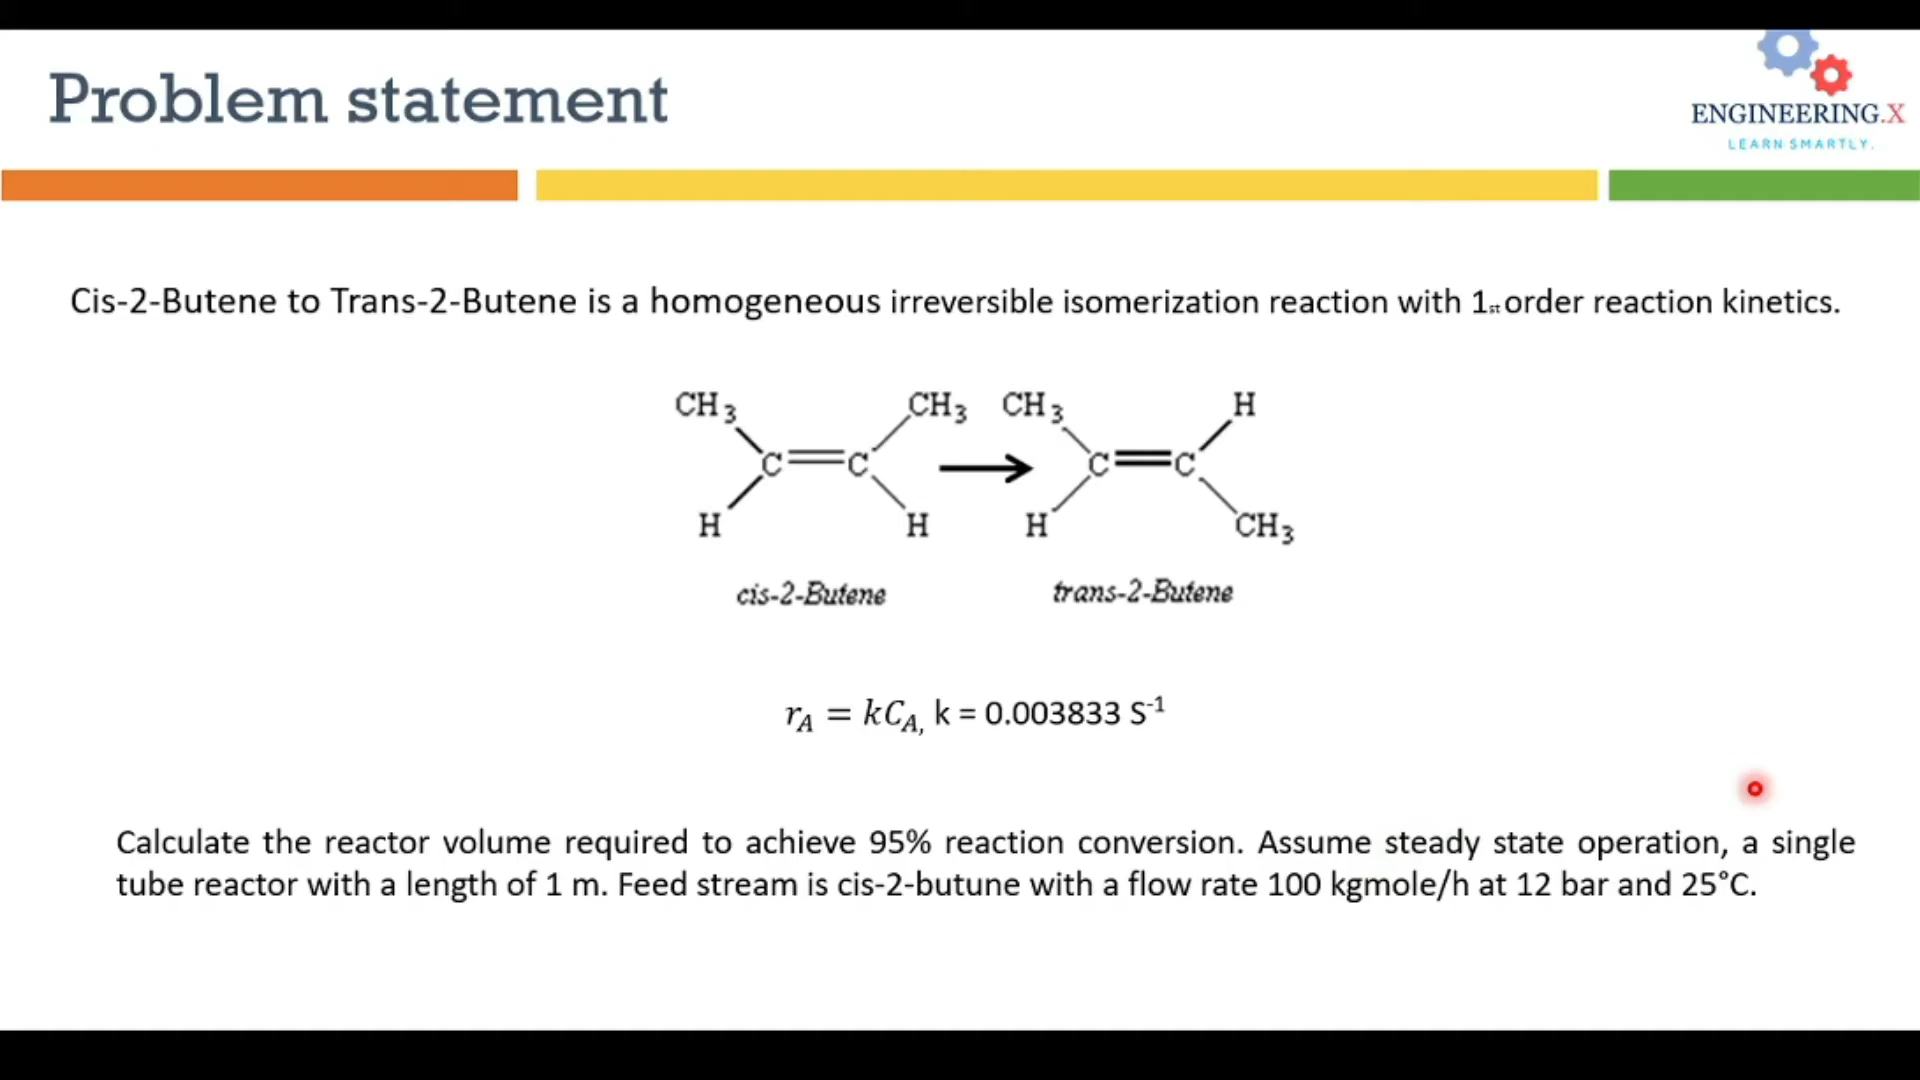 Problem statement
ENGINEERING.X
LEARN SMARTLY.
Cis-2-Butene to Trans-2-Butene is a homogeneous irreversible isomerization reaction with 1st order reaction kinetics.
CH3 CH3 CH3 H
C C C C
H H H CH3
cis-2-Butene trans-2-Butene
rA = kCA, k = 0.003833 S-1
Calculate the reactor volume required to achieve 95% reaction conversion. Assume steady state operation, a single
tube reactor with a length of 1 m. Feed stream is cis-2-butune with a flow rate 100 kgmole/h at 12 bar and 25°C.